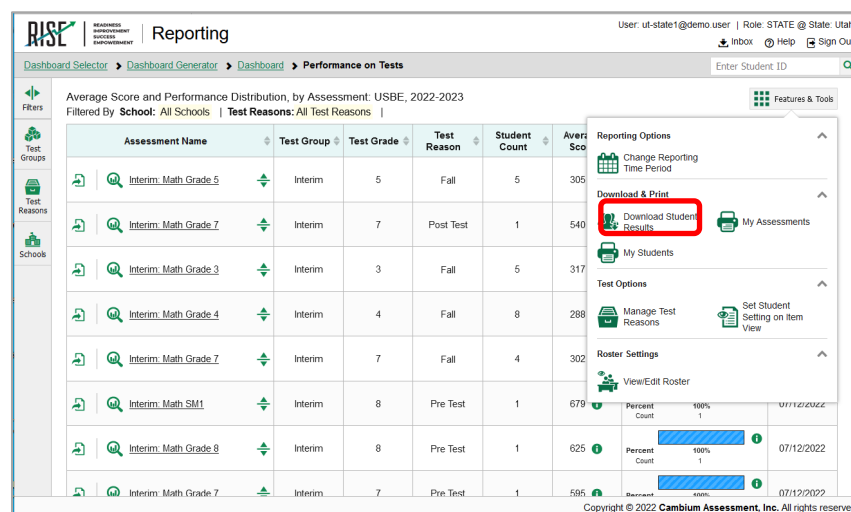 RISE READINESS IMPROVEMENT SUCCESS EMPOWERMENT Reporting
User: ut-state1@demo.user | Role: STATE @ State: Utah
Inbox Help Sign Ou
Dashboard Selector > Dashboard Generator > Dashboard > Performance on Tests
Enter Student ID
Filters
Test Groups
Test Reasons
Schools
Average Score and Performance Distribution, by Assessment: USBE, 2022-2023
Filtered By School: All Schools | Test Reasons: All Test Reasons |
Features & Tools
Assessment Name Test Group Test Grade Test Reason Student Count Avera Sco
Interim: Math Grade 5 Interim 5 Fall 5 305
Interim: Math Grade 7 Interim 7 Post Test 1 540
Interim: Math Grade 3 Interim 3 Fall 5 317
Interim: Math Grade 4 Interim 4 Fall 8 288
Interim: Math Grade 7 Interim 7 Fall 4 302
Interim: Math SM1 Interim 8 Pre Test 1 679 Percent 100% Count 1 07/12/2022
Interim: Math Grade 8 Interim 8 Pre Test 1 625 Percent 100% Count 1 07/12/2022
Interim: Math Grade 7 Interim 7 Pre Test 1 595 Percent 100% 07/12/2022
Reporting Options
Change Reporting Time Period
Download & Print
Download Student Results
My Assessments
My Students
Test Options
Manage Test Reasons
Set Student Setting on Item View
Roster Settings
View/Edit Roster
Copyright © 2022 Cambium Assessment, Inc. All rights reserve